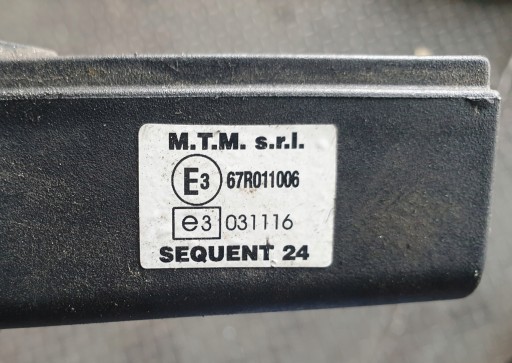 M.T.M. s.r.l.
E3 67R011006
e3 031116
SEQUENT 24